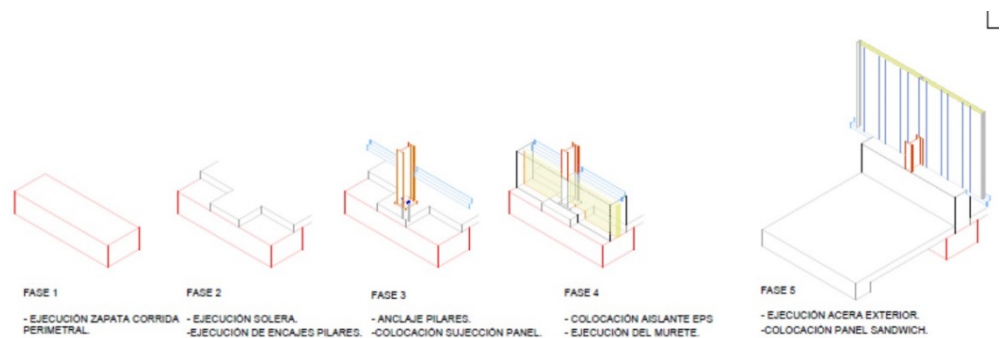 FASE 1
- EJECUCIÓN ZAPATA CORRIDA
PERIMETRAL.
FASE 2
- EJECUCIÓN SOLERA.
-EJECUCIÓN DE ENCAJES PILARES.
FASE 3
- ANCLAJE PILARES.
-COLOCACIÓN SUJECCIÓN PANEL.
FASE 4
- COLOCACIÓN AISLANTE EPS
- EJECUCIÓN DEL MURETE.
FASE 5
- EJECUCIÓN ACERA EXTERIOR.
-COLOCACIÓN PANEL SANDWICH.